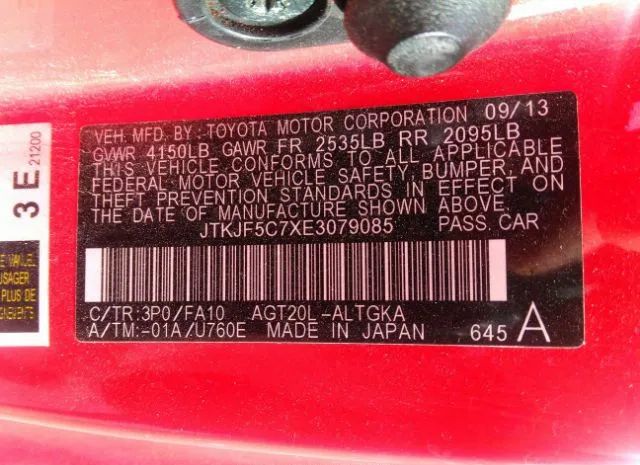 VEH. MFD. BY: TOYOTA MOTOR CORPORATION 09/13
GVWR 4150LB GAWR FR 2535LB RR 2095LB
THIS VEHICLE CONFORMS TO ALL APPLICABLE
FEDERAL MOTOR VEHICLE SAFETY, BUMPER, AND
THEFT PREVENTION STANDARDS IN EFFECT ON
THE DATE OF MANUFACTURE SHOWN ABOVE.
JTKJF5C7XE3079085 PASS. CAR
C/TR:3P0/FA10 AGT20L-ALTGKA
A/TM:-01A/U760E MADE IN JAPAN 645 A
3 E
21200
E MANUEL
USAGER
PLUS DE
IGNEMENTS